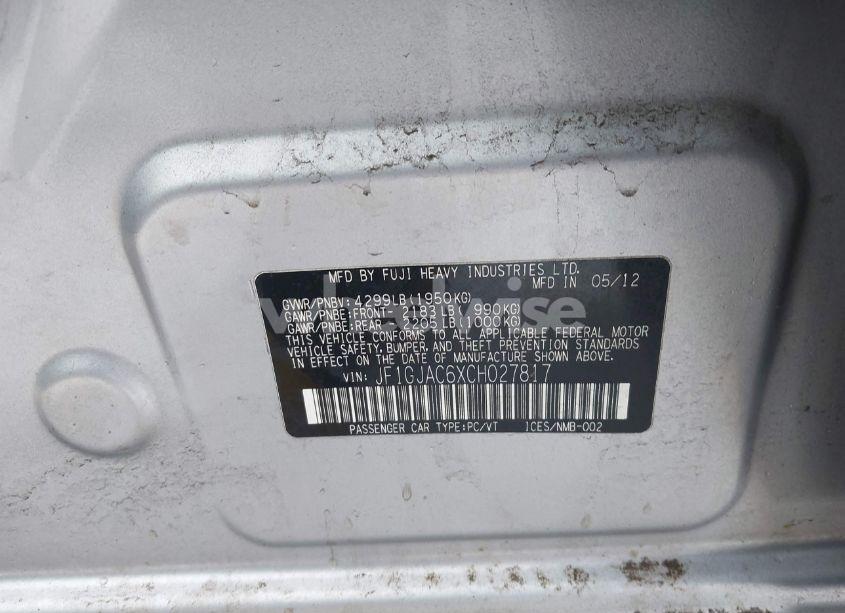 MFD BY FUJI HEAVY INDUSTRIES LTD.
MFD IN 05/12
GVWR/PNBV: 4299LB(1950KG)
GAWR/PNBE:FRONT- 2183LB( 990KG)
GAWR/PNBE:REAR - 2205LB(1000KG)
THIS VEHICLE CONFORMS TO ALL APPLICABLE FEDERAL MOTOR
VEHICLE SAFETY, BUMPER, AND THEFT PREVENTION STANDARDS
IN EFFECT ON THE DATE OF MANUFACTURE SHOWN ABOVE.
VIN: JF1GJAC6XCH027817
PASSENGER CAR TYPE:PC/VT ICES/NMB-002